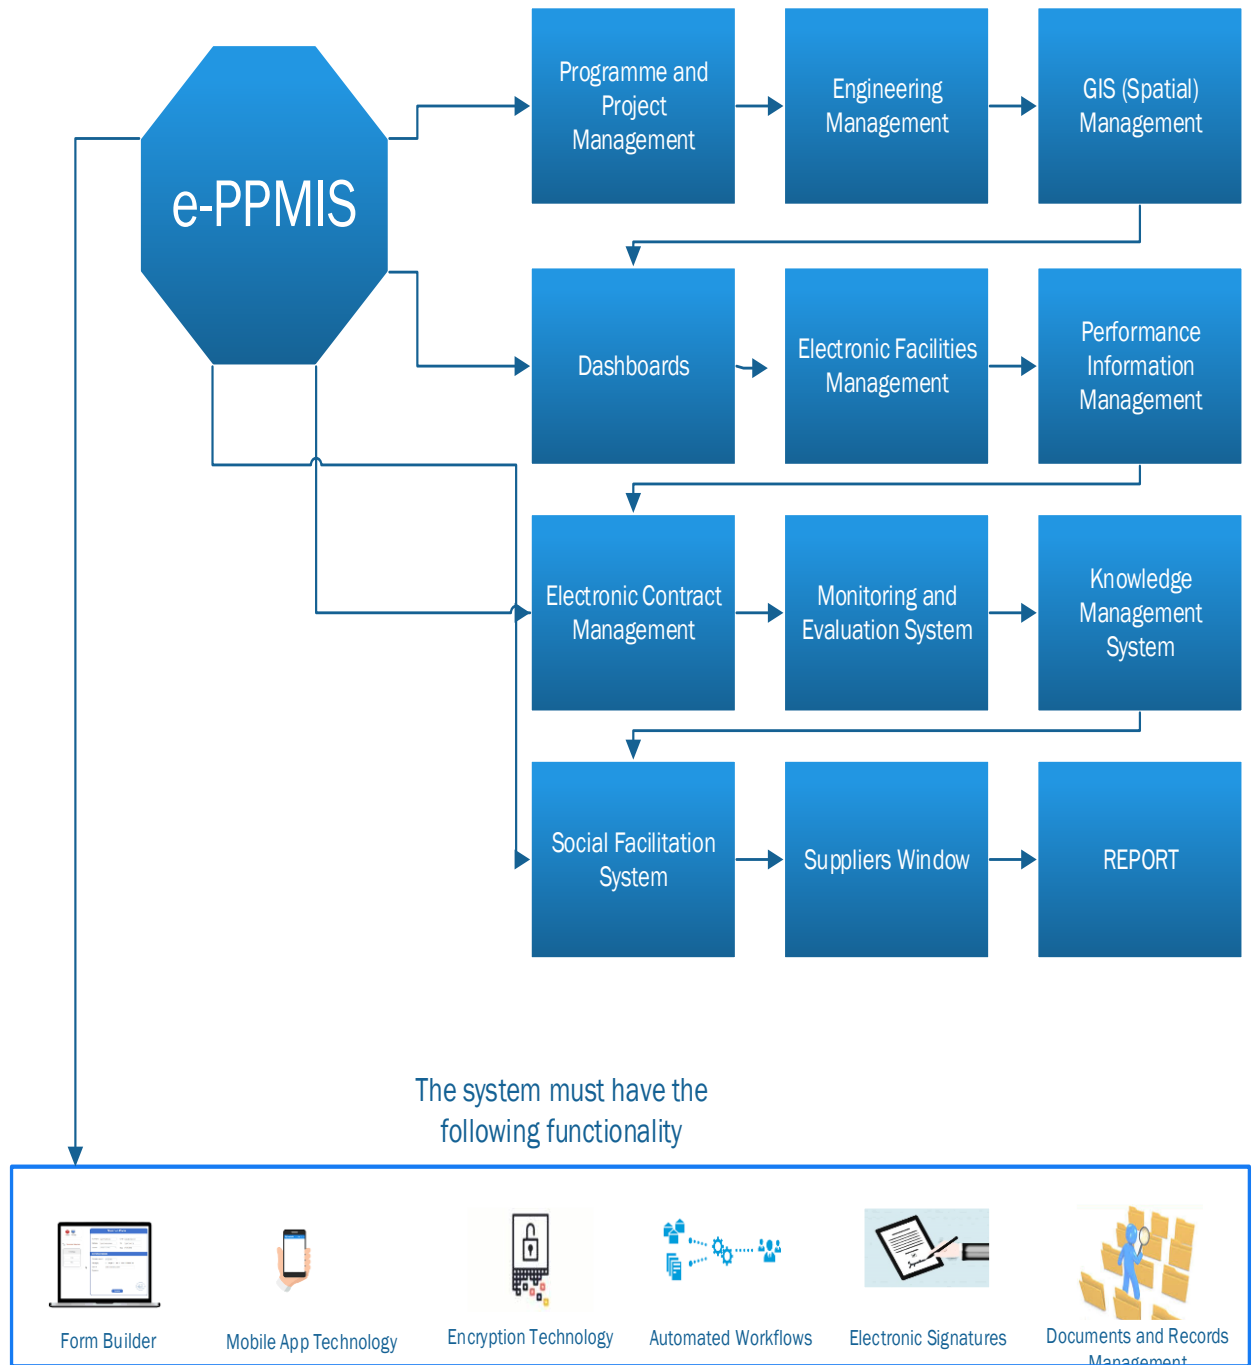 e-PPMIS
Programme and
Project
Management
Engineering
Management
GIS (Spatial)
Management
Dashboards
Electronic Facilities
Management
Performance
Information
Management
Electronic Contract
Management
Monitoring and
Evaluation System
Knowledge
Management
System
Social Facilitation
System
Suppliers Window
REPORT
The system must have the
following functionality
Form Builder
Mobile App Technology
Encryption Technology
Automated Workflows
Electronic Signatures
Documents and Records
Management